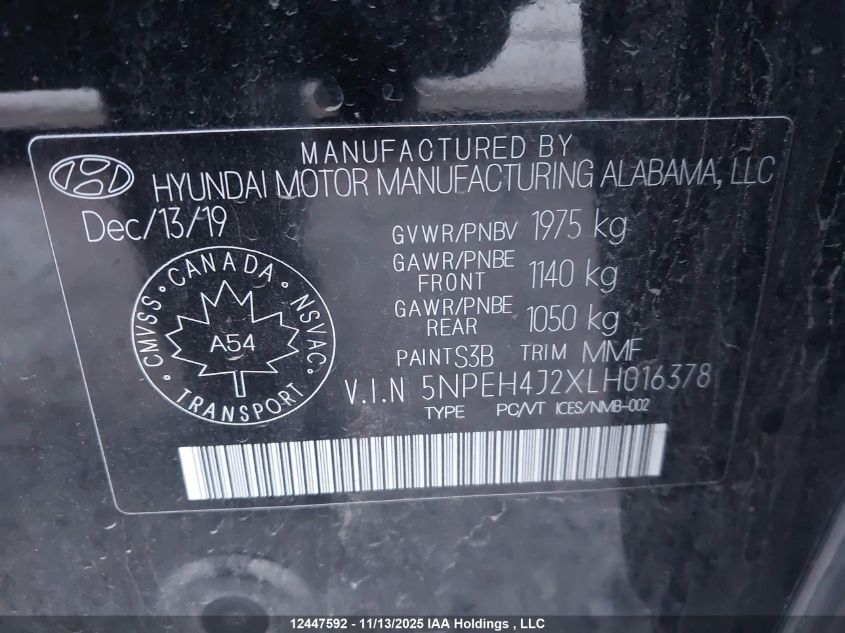 MANUFACTURED BY
HYUNDAI MOTOR MANUFACTURING ALABAMA, LLC
Dec/13/19
GVWR/PNBV 1975 kg
GAWR/PNBE FRONT 1140 kg
GAWR/PNBE REAR 1050 kg
CANADA • NSVAC • TRANSPORT • CMVSS •
A54
PAINT S3B TRIM MMF
V.I.N 5NPEH4J2XLH016378
TYPE PC/VT ICES/NMB-002
12447592 - 11/13/2025 IAA Holdings , LLC